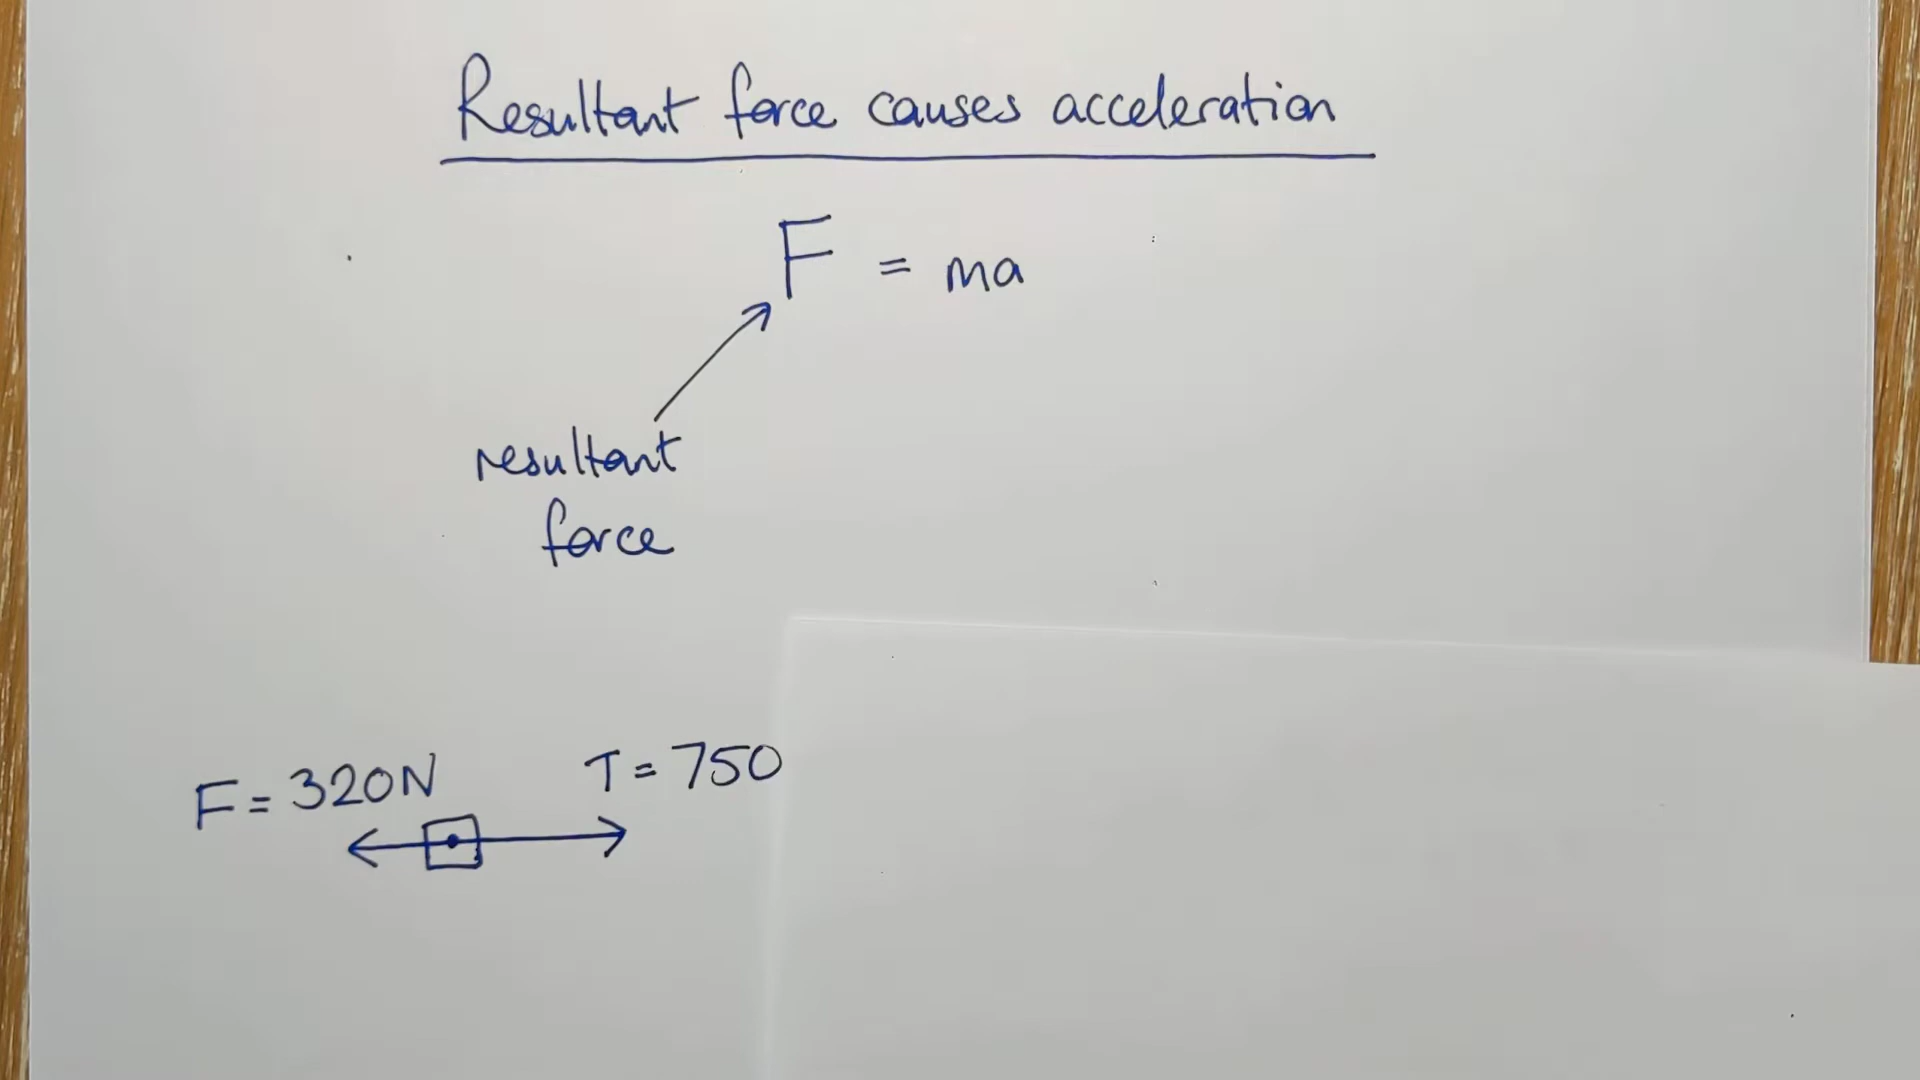 Resultant force causes acceleration
F = ma
resultant
force
F = 320N
T = 750